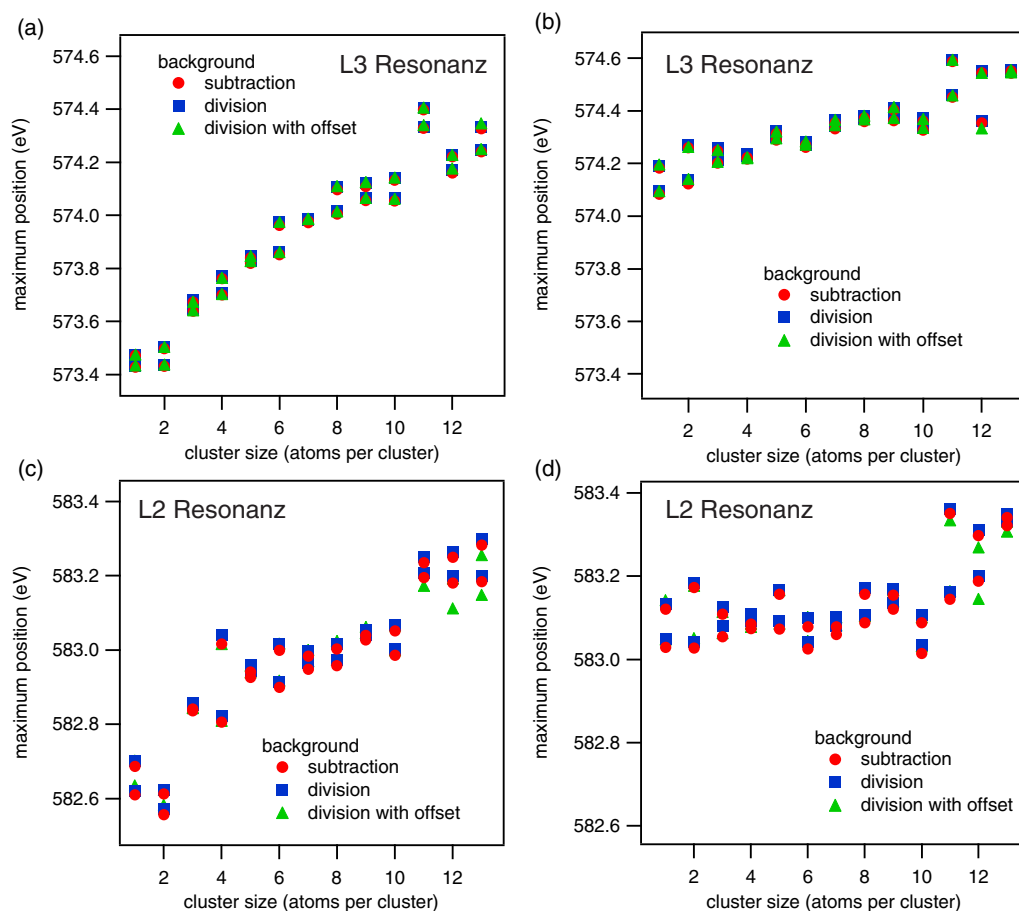 (a)
L3 Resonanz
background
subtraction
division
division with offset
maximum position (eV)
574.6
574.4
574.2
574.0
573.8
573.6
573.4
2
4
6
8
10
12
cluster size (atoms per cluster)
(b)
L3 Resonanz
background
subtraction
division
division with offset
maximum position (eV)
574.6
574.4
574.2
574.0
573.8
573.6
573.4
2
4
6
8
10
12
cluster size (atoms per cluster)
(c)
L2 Resonanz
background
subtraction
division
division with offset
maximum position (eV)
583.4
583.2
583.0
582.8
582.6
2
4
6
8
10
12
cluster size (atoms per cluster)
(d)
L2 Resonanz
background
subtraction
division
division with offset
maximum position (eV)
583.4
583.2
583.0
582.8
582.6
2
4
6
8
10
12
cluster size (atoms per cluster)